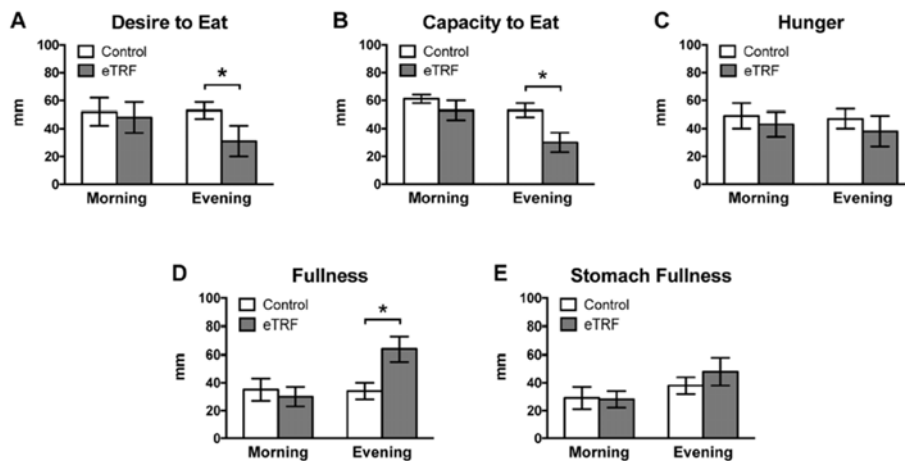 A Desire to Eat
100
80
60
40
20
0
mm
Control
eTRF
*
Morning Evening
B Capacity to Eat
100
80
60
40
20
0
mm
Control
eTRF
*
Morning Evening
C Hunger
100
80
60
40
20
0
mm
Control
eTRF
Morning Evening
D Fullness
100
80
60
40
20
0
mm
Control
eTRF
*
Morning Evening
E Stomach Fullness
100
80
60
40
20
0
mm
Control
eTRF
Morning Evening